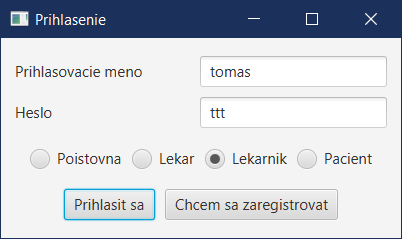 Prihlasenie
Prihlasovacie meno tomas
Heslo ttt
Poistovna Lekar Lekarnik Pacient
Prihlasit sa Chcem sa zaregistrovat